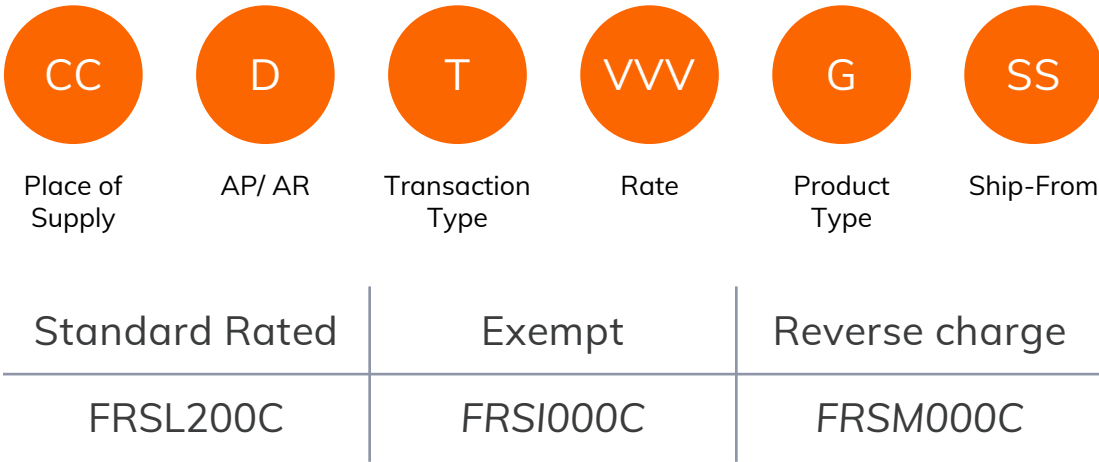 CC D T VVV G SS
Place of Supply
AP/ AR
Transaction Type
Rate
Product Type
Ship-From
Standard Rated Exempt Reverse charge
FRSL200C FRSI000C FRSM000C